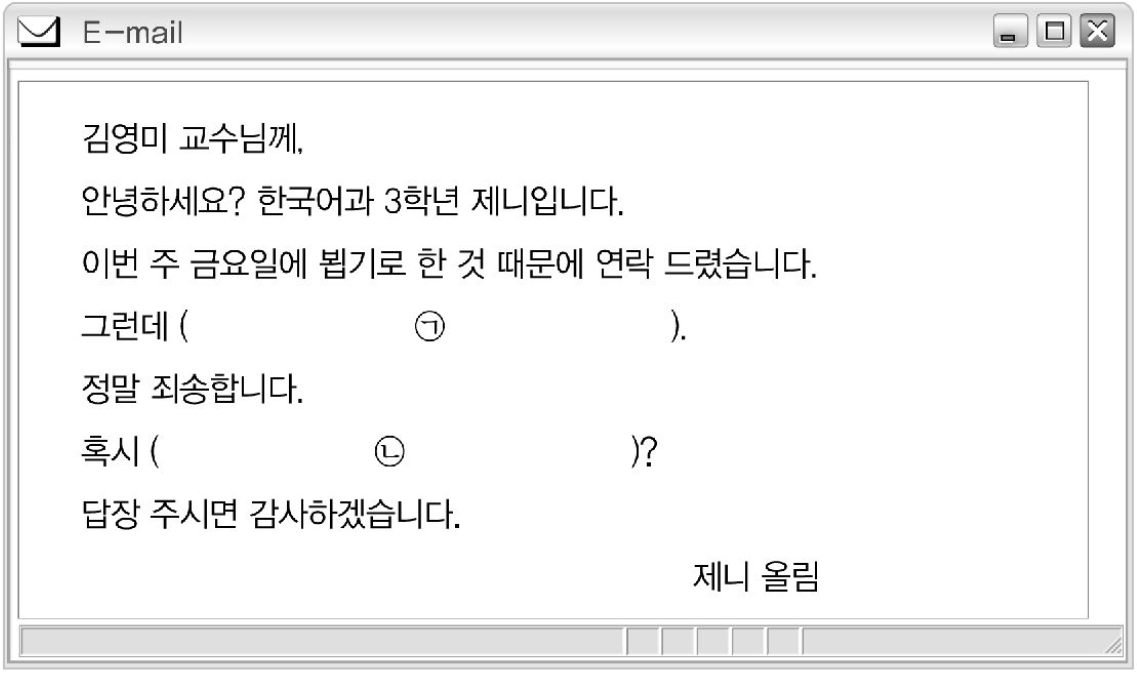 E-mail
김영미 교수님께,
안녕하세요? 한국어과 3학년 제니입니다.
이번 주 금요일에 뵙기로 한 것 때문에 연락 드렸습니다.
그런데 ( ㉠ ).
정말 죄송합니다.
혹시 ( ㉡ )?
답장 주시면 감사하겠습니다.
제니 올림